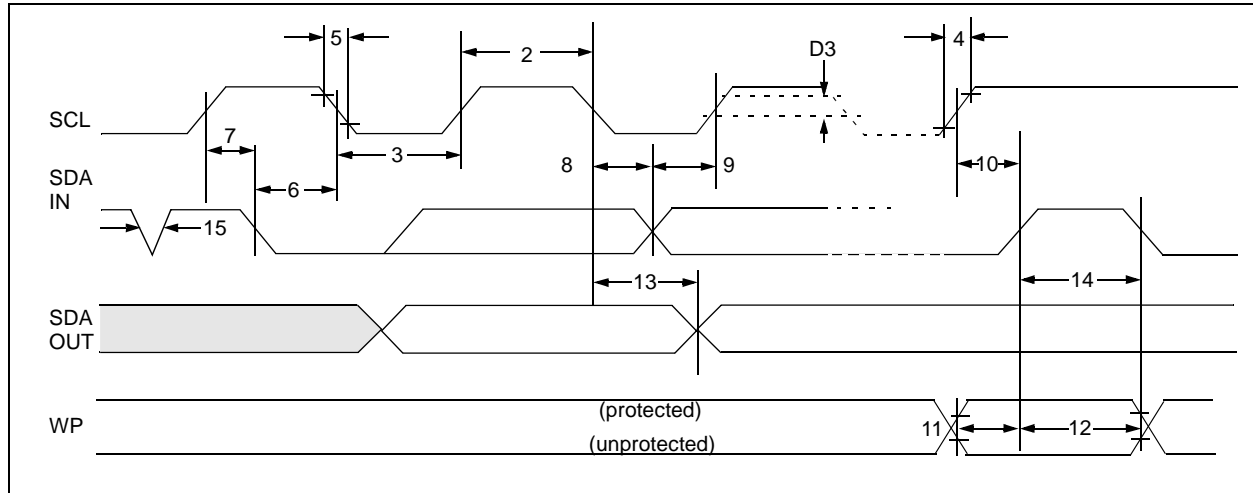 5
2
D3
4
SCL
7
3
8
9
10
SDA
IN
6
15
13
14
SDA
OUT
WP
(protected)
11
12
(unprotected)